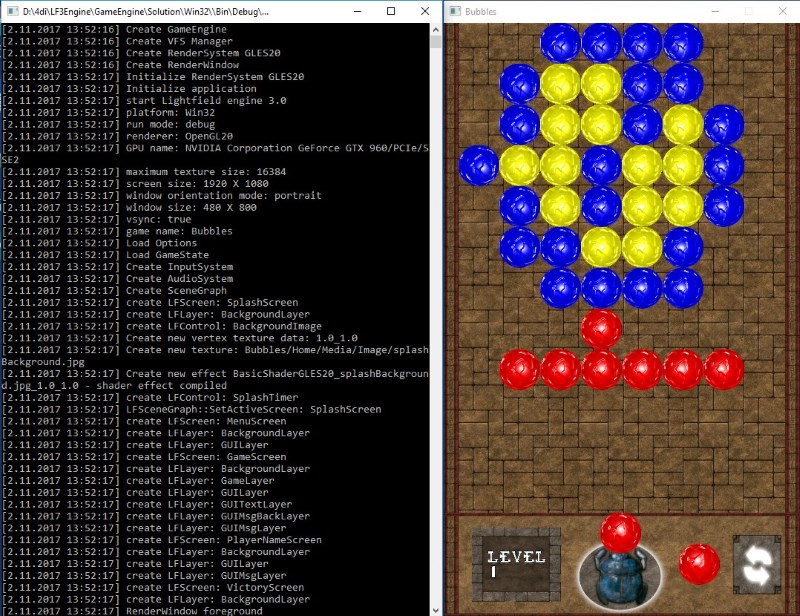 D:\4di\LF3Engine\GameEngine\Solution\Win32\\Bin\Debug\...
[2.11.2017 13:52:16] Create GameEngine
[2.11.2017 13:52:16] Create VFS Manager
[2.11.2017 13:52:16] Create RenderSystem GLES20
[2.11.2017 13:52:16] Create RenderWindow
[2.11.2017 13:52:17] Initialize RenderSystem GLES20
[2.11.2017 13:52:17] Initialize application
[2.11.2017 13:52:17] start Lightfield engine 3.0
[2.11.2017 13:52:17] platform: Win32
[2.11.2017 13:52:17] run mode: debug
[2.11.2017 13:52:17] renderer: OpenGL20
[2.11.2017 13:52:17] GPU name: NVIDIA Corporation GeForce GTX 960/PCIe/S
SE2
[2.11.2017 13:52:17] maximum texture size: 16384
[2.11.2017 13:52:17] screen size: 1920 X 1080
[2.11.2017 13:52:17] window orientation mode: portrait
[2.11.2017 13:52:17] window size: 480 X 800
[2.11.2017 13:52:17] vsync: true
[2.11.2017 13:52:17] game name: Bubbles
[2.11.2017 13:52:17] Load Options
[2.11.2017 13:52:17] Load GameState
[2.11.2017 13:52:17] Create InputSystem
[2.11.2017 13:52:17] Create AudioSystem
[2.11.2017 13:52:17] Create SceneGraph
[2.11.2017 13:52:17] create LFScreen: SplashScreen
[2.11.2017 13:52:17] create LFLayer: BackgroundLayer
[2.11.2017 13:52:17] create LFControl: BackgroundImage
[2.11.2017 13:52:17] Create new vertex texture data: 1.0_1.0
[2.11.2017 13:52:17] Create new texture: Bubbles/Home/Media/Image/splash
Background.jpg
[2.11.2017 13:52:17] Create new effect BasicShaderGLES20_splashBackgroun
d.jpg_1.0_1.0 - shader effect compiled
[2.11.2017 13:52:17] create LFControl: SplashTimer
[2.11.2017 13:52:17] LFSceneGraph::SetActiveScreen: SplashScreen
[2.11.2017 13:52:17] create LFScreen: MenuScreen
[2.11.2017 13:52:17] create LFLayer: BackgroundLayer
[2.11.2017 13:52:17] create LFLayer: GUILayer
[2.11.2017 13:52:17] create LFScreen: GameScreen
[2.11.2017 13:52:17] create LFLayer: BackgroundLayer
[2.11.2017 13:52:17] create LFLayer: GameLayer
[2.11.2017 13:52:17] create LFLayer: GUILayer
[2.11.2017 13:52:17] create LFLayer: GUITextLayer
[2.11.2017 13:52:17] create LFLayer: GUIMsgBackLayer
[2.11.2017 13:52:17] create LFLayer: GUIMsgLayer
[2.11.2017 13:52:17] create LFScreen: PlayerNameScreen
[2.11.2017 13:52:17] create LFLayer: BackgroundLayer
[2.11.2017 13:52:17] create LFLayer: GUILayer
[2.11.2017 13:52:17] create LFLayer: GUIMsgLayer
[2.11.2017 13:52:17] create LFScreen: VictoryScreen
[2.11.2017 13:52:17] create LFLayer: BackgroundLayer
[2.11.2017 13:52:17] RenderWindow foreground
Bubbles
LEVEL
1